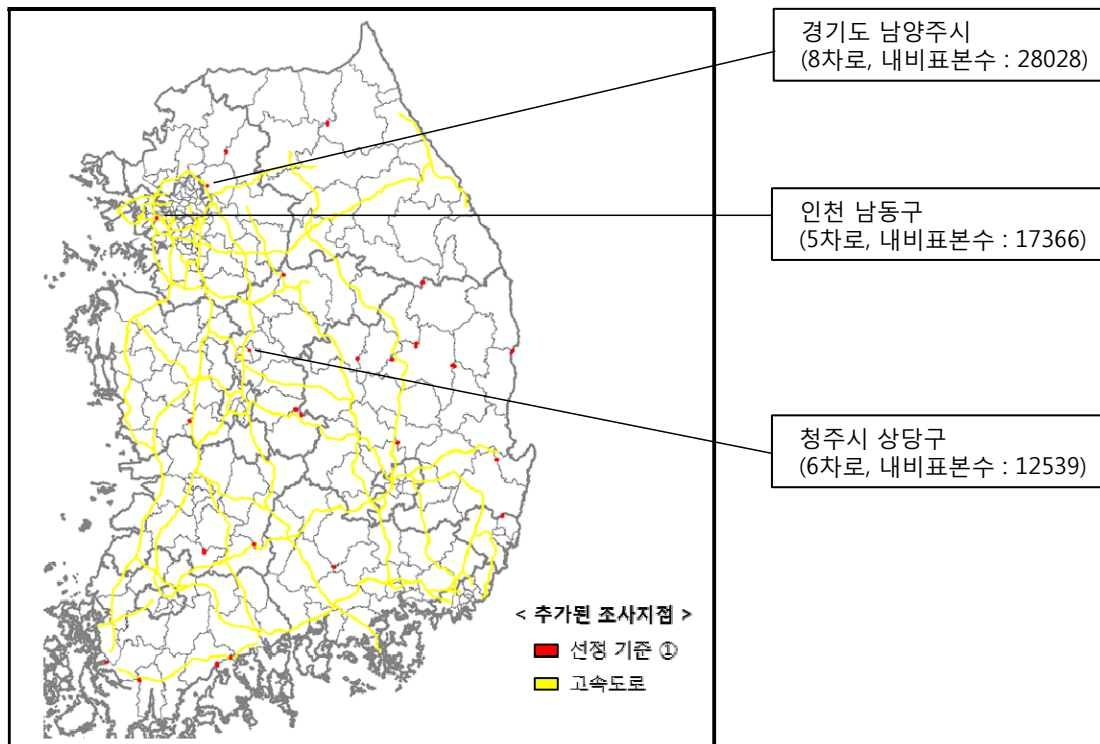 경기도 남양주시
(8차로, 내비표본수 : 28028)
인천 남동구
(5차로, 내비표본수 : 17366)
청주시 상당구
(6차로, 내비표본수 : 12539)
< 추가된 조사지점 >
선정 기준 ①
고속도로